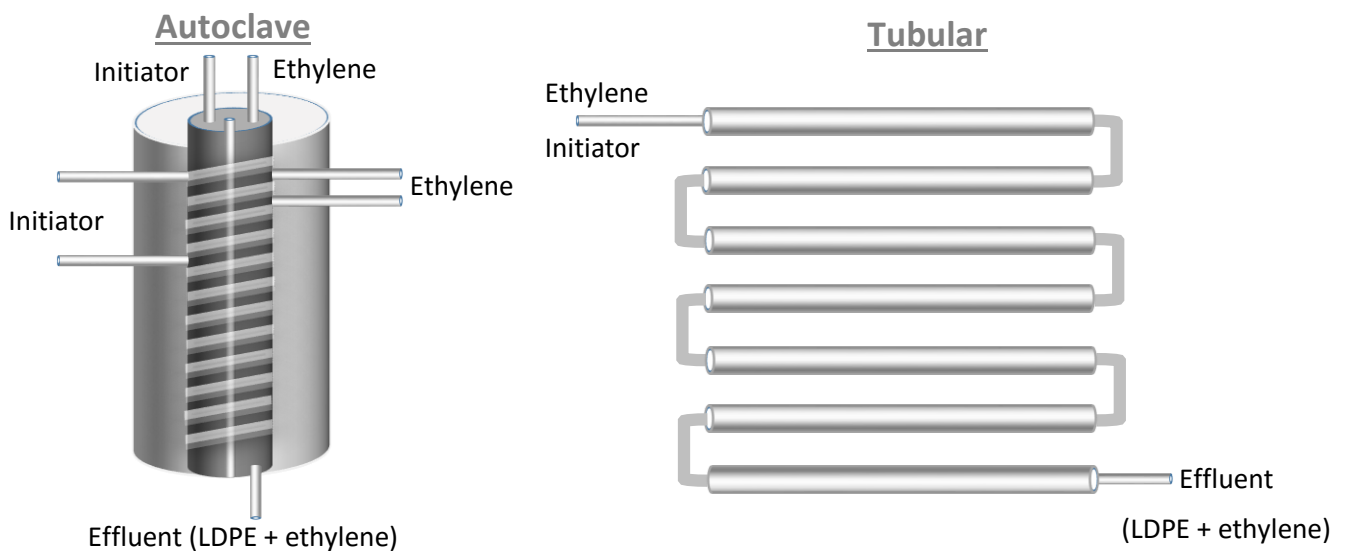 Autoclave
Initiator
Ethylene
Ethylene
Initiator
Effluent (LDPE + ethylene)
Tubular
Ethylene
Initiator
Effluent
(LDPE + ethylene)